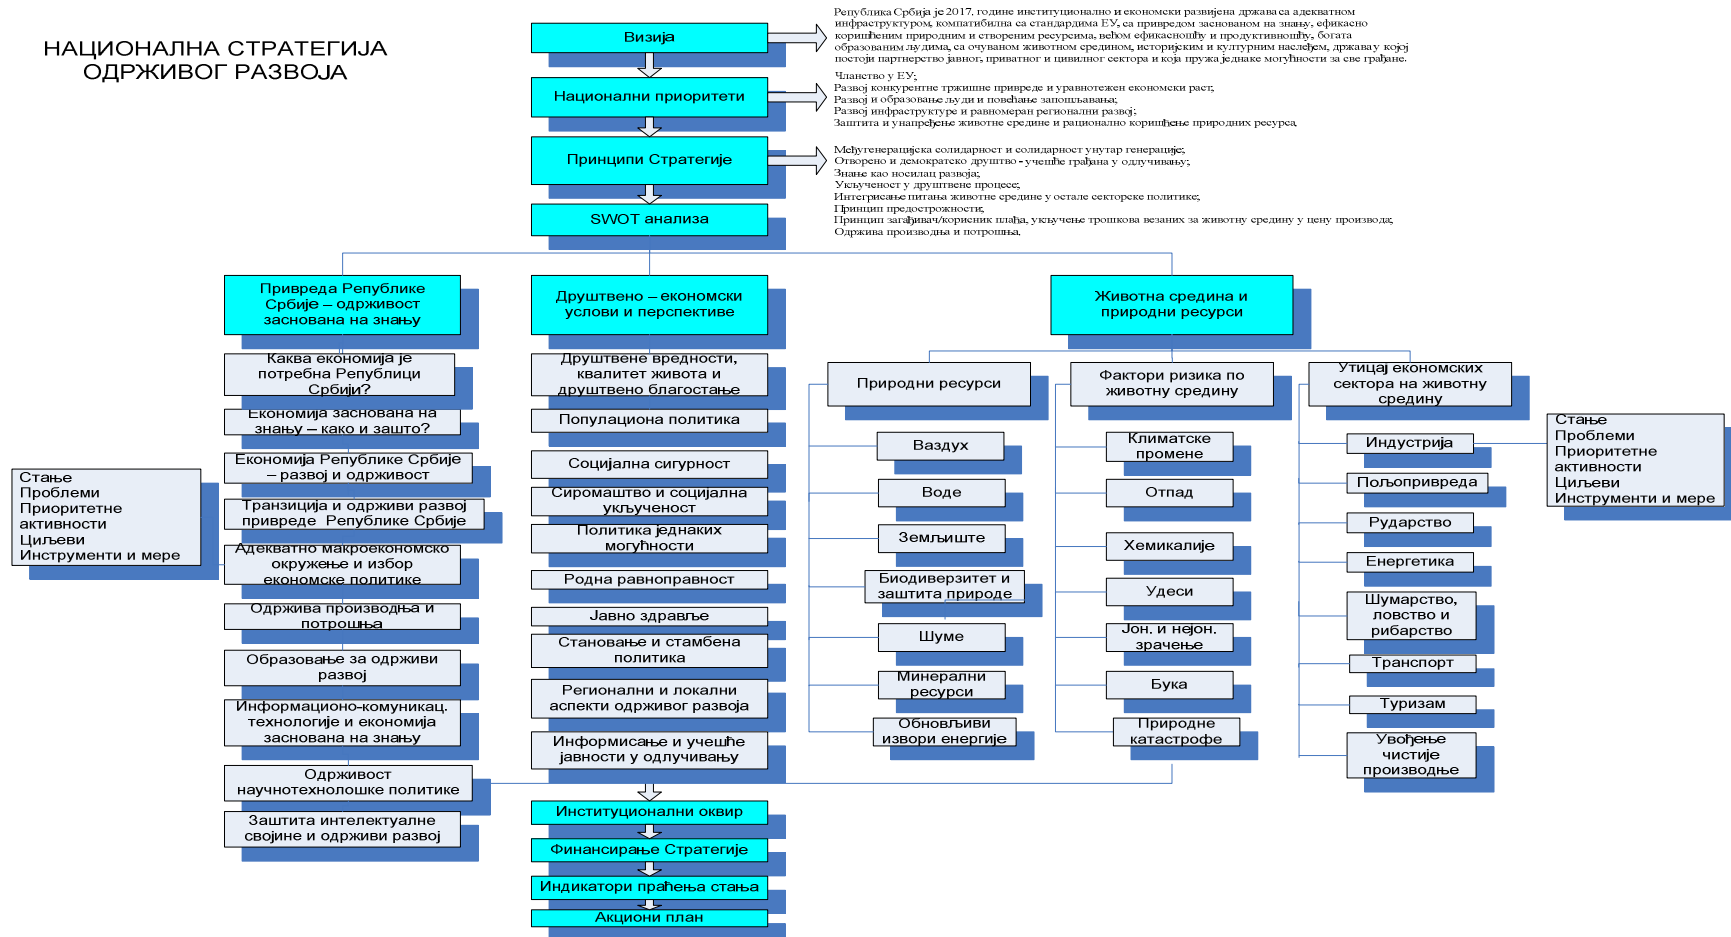 НАЦИОНАЛНА СТРАТЕГИЈА
ОДРЖИВОГ РАЗВОЈА
Визија
Република Србија је 2017. године институционално и економски развијена држава са адекватном
инфраструктуром, компатибилна са стандардима ЕУ, са привредом заснованом на знању, ефикасно
коришћеним природним и створеним ресурсима, већом ефикасношћу и продуктивношћу, богата
образованим људима, са очуваном животном средином, историјским и културним наслеђем, држава у којој
постоји партнерство јавног, приватног и цивилног сектора и која пружа једнаке могућности за све грађане.
Национални приоритети
Чланство у ЕУ;
Развој конкурентне тржишне привреде и уравнотежен економски раст;
Развој и образовање људи и повећање запошљавања;
Развој инфраструктуре и равномеран регионални развој;
Заштита и унапређење животне средине и рационално коришћење природних ресурса.
Принципи Стратегије
Међугенерацијска солидарност и солидарност унутар генерације;
Отворено и демократско друштво - учешће грађана у одлучивању;
Знање као носилац развоја;
Укљученост у друштвене процесе;
Интегрисање питања животне средине у остале секторске политике;
Принцип предострожности;
Принцип загађивач/корисник плаћа, укључење трошкова везаних за животну средину у цену производа;
Одржива производња и потрошња.
SWOT анализа
Привреда Републике
Србије – одрживост
заснована на знању
Каква економија је
потребна Републици
Србији?
Економија заснована на
знању – како и зашто?
Економија Републике Србије
– развој и одрживост
Транзиција и одрживи развој
привреде Републике Србије
Адекватно макроекономско
окружење и избор
економске политике
Одржива производња и
потрошња
Образовање за одрживи
развој
Информационо-комуникац.
технологије и економија
заснована на знању
Одрживост
научнотехнолошке политике
Заштита интелектуалне
својине и одрживи развој
Стање
Проблеми
Приоритетне
активности
Циљеви
Инструменти и мере
Друштвено – економски
услови и перспективе
Друштвене вредности,
квалитет живота и
друштвено благостање
Популациона политика
Социјална сигурност
Сиромаштво и социјална
укљученост
Политика једнаких
могућности
Родна равноправност
Јавно здравље
Становање и стамбена
политика
Регионални и локални
аспекти одрживог развоја
Информисање и учешће
јавности у одлучивању
Животна средина и
природни ресурси
Природни ресурси
Ваздух
Воде
Земљиште
Биодиверзитет и
заштита природе
Шуме
Минерални
ресурси
Обновљиви
извори енергије
Фактори ризика по
животну средину
Климатске
промене
Отпад
Хемикалије
Удеси
Јон. и нејон.
зрачење
Бука
Природне
катастрофе
Утицај економских
сектора на животну
средину
Индустрија
Пољопривреда
Рударство
Енергетика
Шумарство,
ловство и
рибарство
Транспорт
Туризам
Увођење
чистије
производње
Стање
Проблеми
Приоритетне
активности
Циљеви
Инструменти и мере
Институционални оквир
Финансирање Стратегије
Индикатори праћења стања
Акциони план